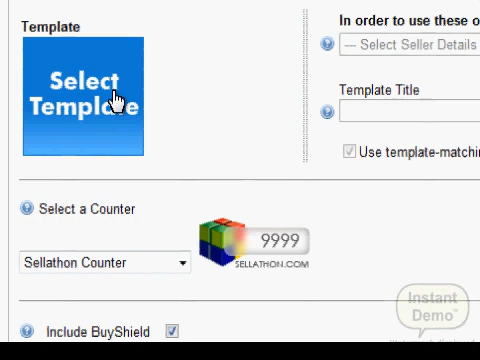 Template
In order to use these o
Select
Template
--- Select Seller Details
Template Title
Use template-matchin
Select a Counter
9999
Sellathon Counter
SELLATHON.COM
Instant
Demo™
Include BuyShield